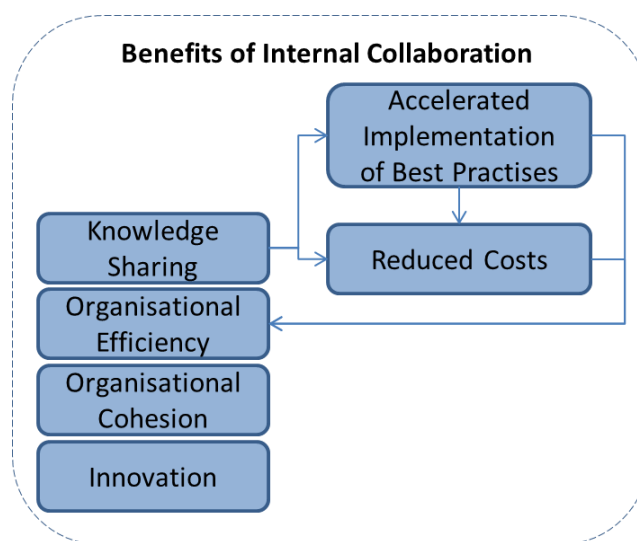 Benefits of Internal Collaboration
Accelerated
Implementation
of Best Practises
Knowledge
Sharing
Reduced Costs
Organisational
Efficiency
Organisational
Cohesion
Innovation